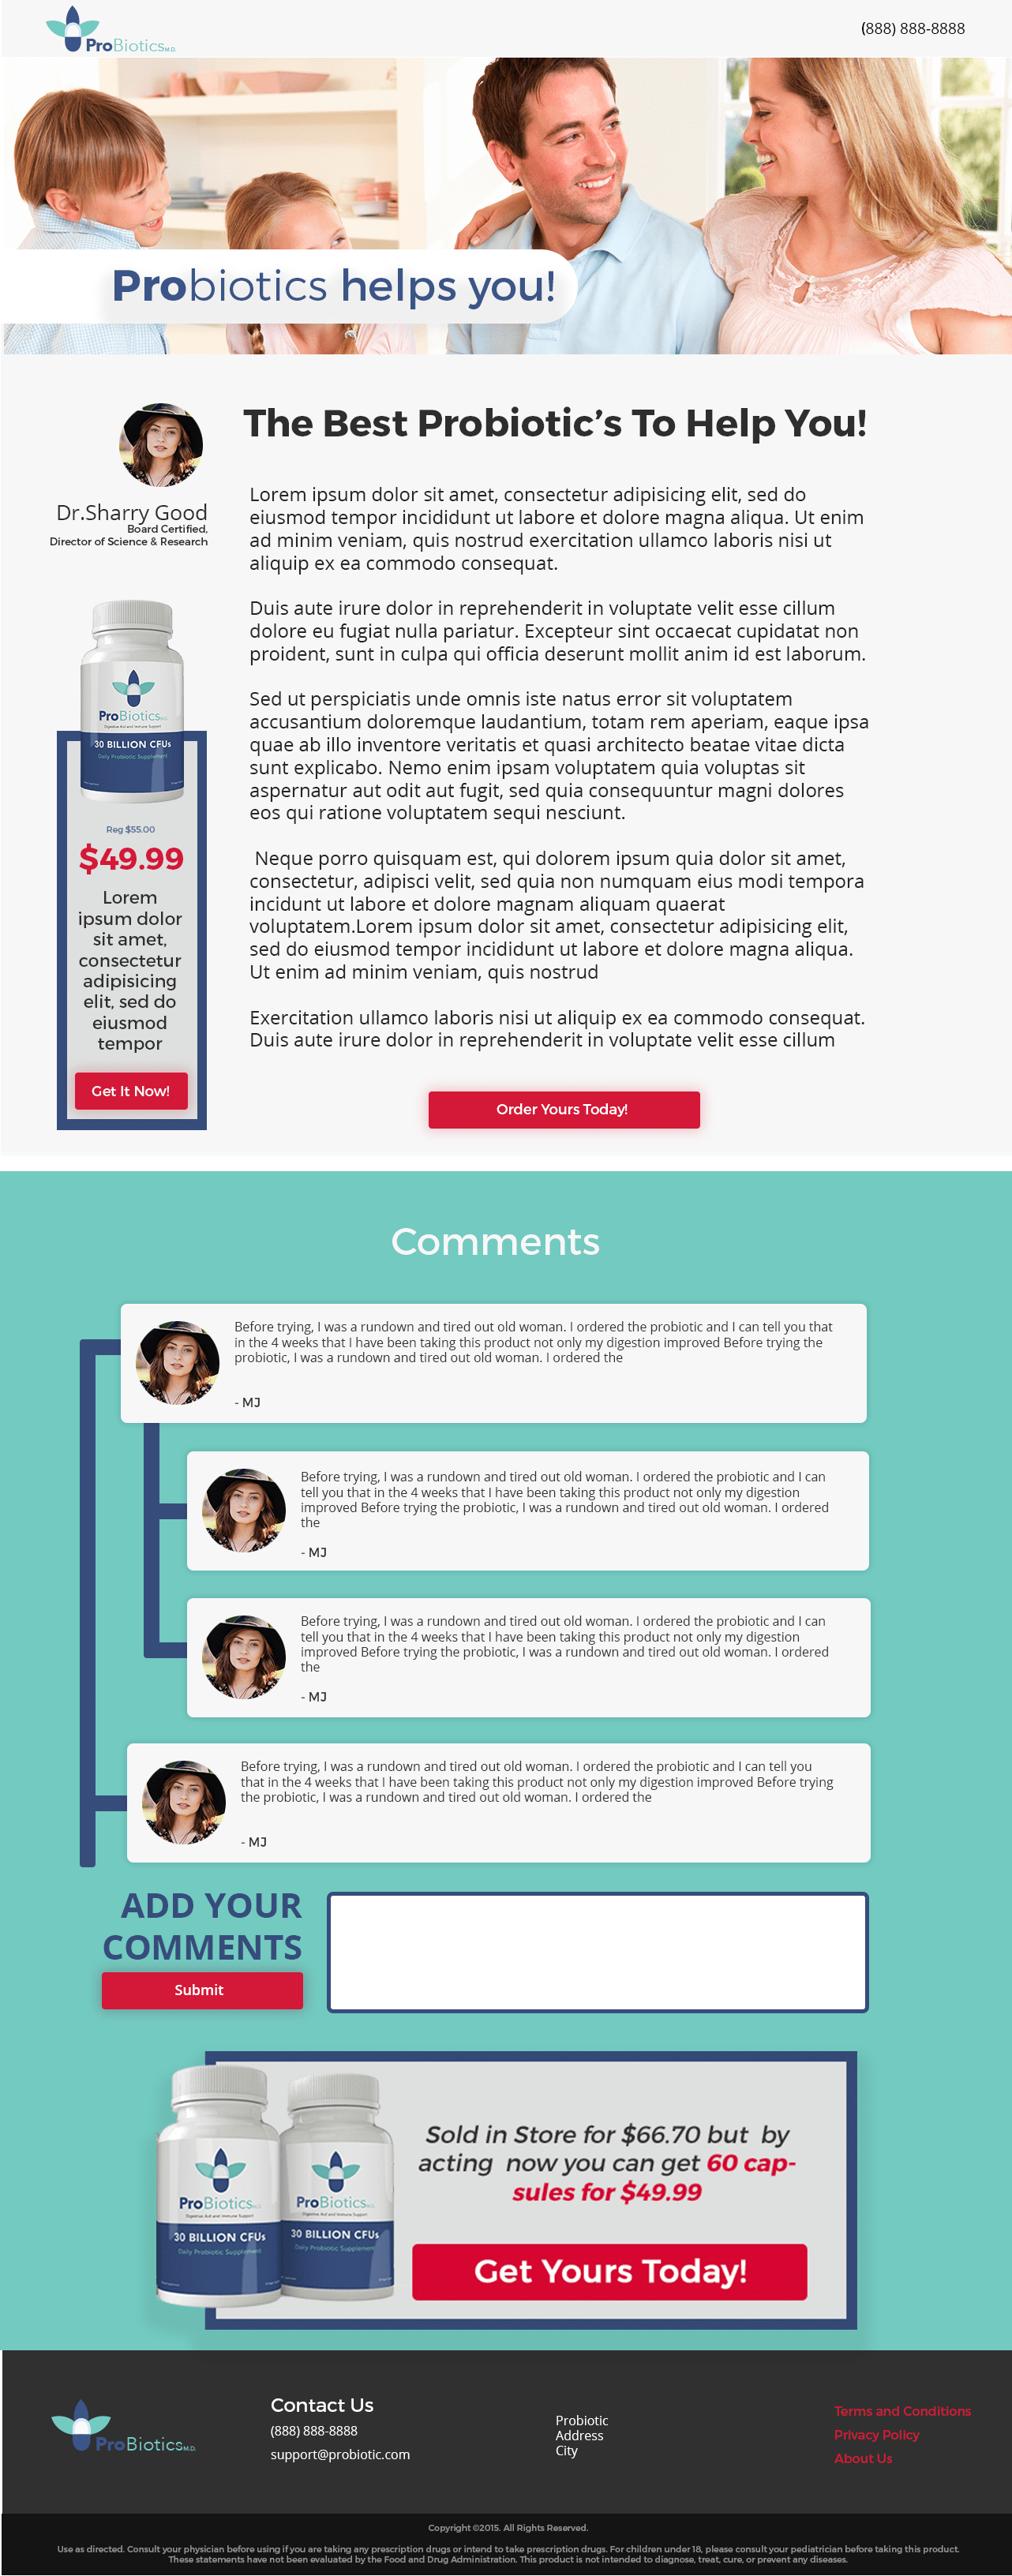 ProBiotics M.D.
(888) 888-8888
Probiotics helps you!
The Best Probiotic’s To Help You!
Dr.Sharry Good
Board Certified,
Director of Science & Research
Lorem ipsum dolor sit amet, consectetur adipisicing elit, sed do
eiusmod tempor incididunt ut labore et dolore magna aliqua. Ut enim
ad minim veniam, quis nostrud exercitation ullamco laboris nisi ut
aliquip ex ea commodo consequat.
Duis aute irure dolor in reprehenderit in voluptate velit esse cillum
dolore eu fugiat nulla pariatur. Excepteur sint occaecat cupidatat non
proident, sunt in culpa qui officia deserunt mollit anim id est laborum.
Sed ut perspiciatis unde omnis iste natus error sit voluptatem
accusantium doloremque laudantium, totam rem aperiam, eaque ipsa
quae ab illo inventore veritatis et quasi architecto beatae vitae dicta
sunt explicabo. Nemo enim ipsam voluptatem quia voluptas sit
aspernatur aut odit aut fugit, sed quia consequuntur magni dolores
eos qui ratione voluptatem sequi nesciunt.
Neque porro quisquam est, qui dolorem ipsum quia dolor sit amet,
consectetur, adipisci velit, sed quia non numquam eius modi tempora
incidunt ut labore et dolore magnam aliquam quaerat
voluptatem.Lorem ipsum dolor sit amet, consectetur adipisicing elit,
sed do eiusmod tempor incididunt ut labore et dolore magna aliqua.
Ut enim ad minim veniam, quis nostrud
Exercitation ullamco laboris nisi ut aliquip ex ea commodo consequat.
Duis aute irure dolor in reprehenderit in voluptate velit esse cillum
Order Yours Today!
ProBiotics M.D.
Digestive Aid and Immune Support
30 BILLION CFUs
Daily Probiotic Supplement
Reg $55.00
$49.99
Lorem
ipsum dolor
sit amet,
consectetur
adipisicing
elit, sed do
eiusmod
tempor
Get It Now!
Comments
Before trying, I was a rundown and tired out old woman. I ordered the probiotic and I can tell you that
in the 4 weeks that I have been taking this product not only my digestion improved Before trying the
probiotic, I was a rundown and tired out old woman. I ordered the
- MJ
Before trying, I was a rundown and tired out old woman. I ordered the probiotic and I can
tell you that in the 4 weeks that I have been taking this product not only my digestion
improved Before trying the probiotic, I was a rundown and tired out old woman. I ordered
the
- MJ
Before trying, I was a rundown and tired out old woman. I ordered the probiotic and I can
tell you that in the 4 weeks that I have been taking this product not only my digestion
improved Before trying the probiotic, I was a rundown and tired out old woman. I ordered
the
- MJ
Before trying, I was a rundown and tired out old woman. I ordered the probiotic and I can tell you
that in the 4 weeks that I have been taking this product not only my digestion improved Before trying
the probiotic, I was a rundown and tired out old woman. I ordered the
- MJ
ADD YOUR
COMMENTS
Submit
ProBiotics M.D.
Digestive Aid and Immune Support
30 BILLION CFUs
Daily Probiotic Supplement
ProBiotics M.D.
Digestive Aid and Immune Support
30 BILLION CFUs
Daily Probiotic Supplement
Sold in Store for $66.70 but by
acting now you can get 60 cap-
sules for $49.99
Get Yours Today!
ProBiotics M.D.
Contact Us
(888) 888-8888
support@probiotic.com
Probiotic
Address
City
Terms and Conditions
Privacy Policy
About Us
Copyright ©2015. All Rights Reserved.
Use as directed. Consult your physician before using if you are taking any prescription drugs or intend to take prescription drugs. For children under 18, please consult your pediatrician before taking this product.
These statements have not been evaluated by the Food and Drug Administration. This product is not intended to diagnose, treat, cure, or prevent any diseases.